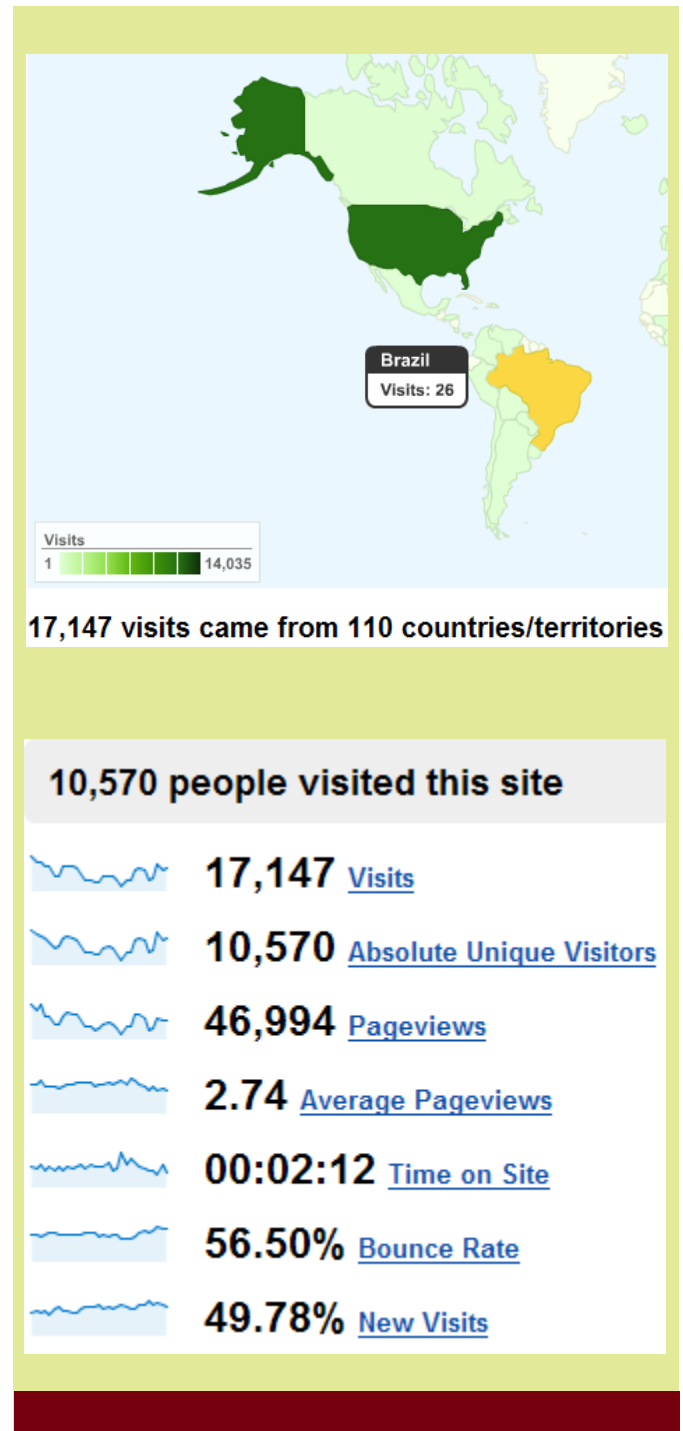 Brazil
Visits: 26
Visits
1 14,035
17,147 visits came from 110 countries/territories
10,570 people visited this site
17,147 Visits
10,570 Absolute Unique Visitors
46,994 Pageviews
2.74 Average Pageviews
00:02:12 Time on Site
56.50% Bounce Rate
49.78% New Visits